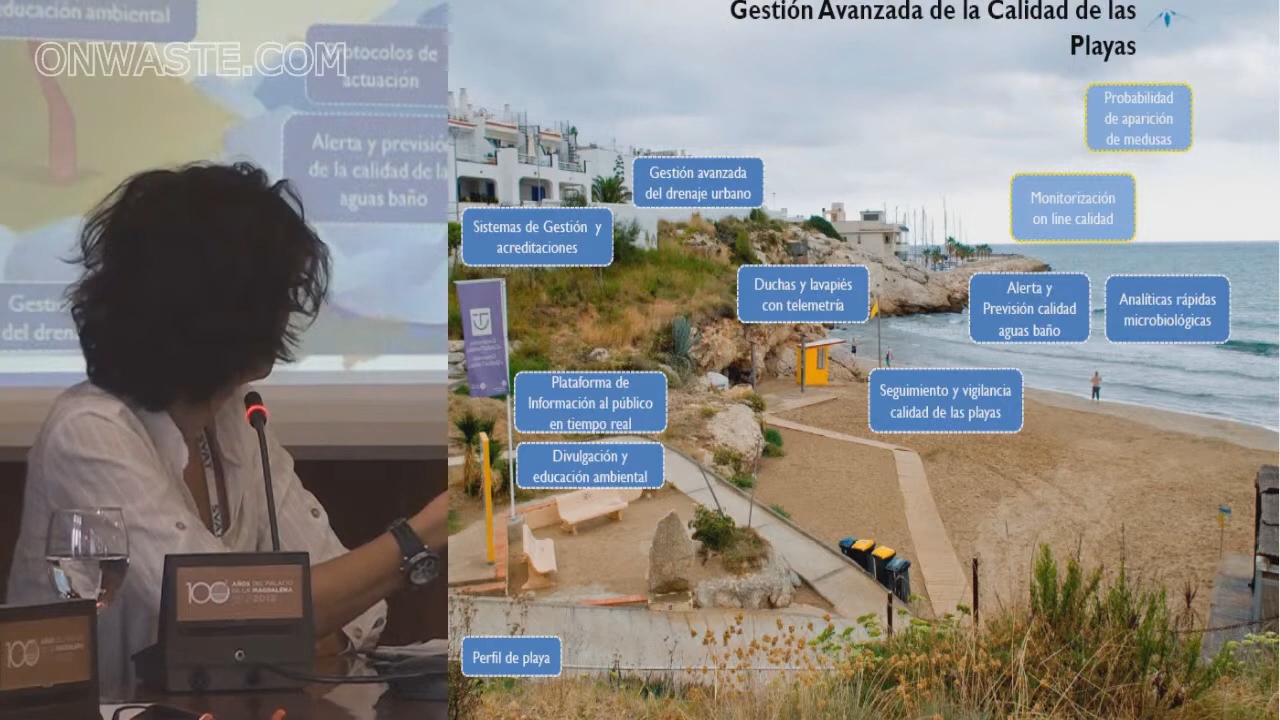 educación ambiental
ONWASTE.COM
Protocolos de
actuación
Alerta y previsió
de la calidad de la
aguas baño
Gesti
del dren
100 AÑOS DEL PALACIO
DE LA MAGDALENA
100
Gestión Avanzada de la Calidad de las
Playas
Probabilidad
de aparición
de medusas
Gestión avanzada
del drenaje urbano
Monitorización
on line calidad
Sistemas de Gestión y
acreditaciones
Duchas y lavapiés
con telemetría
Alerta y
Previsión calidad
aguas baño
Analíticas rápidas
microbiológicas
Plataforma de
Información al público
en tiempo real
Seguimiento y vigilancia
calidad de las playas
Divulgación y
educación ambiental
Perfil de playa